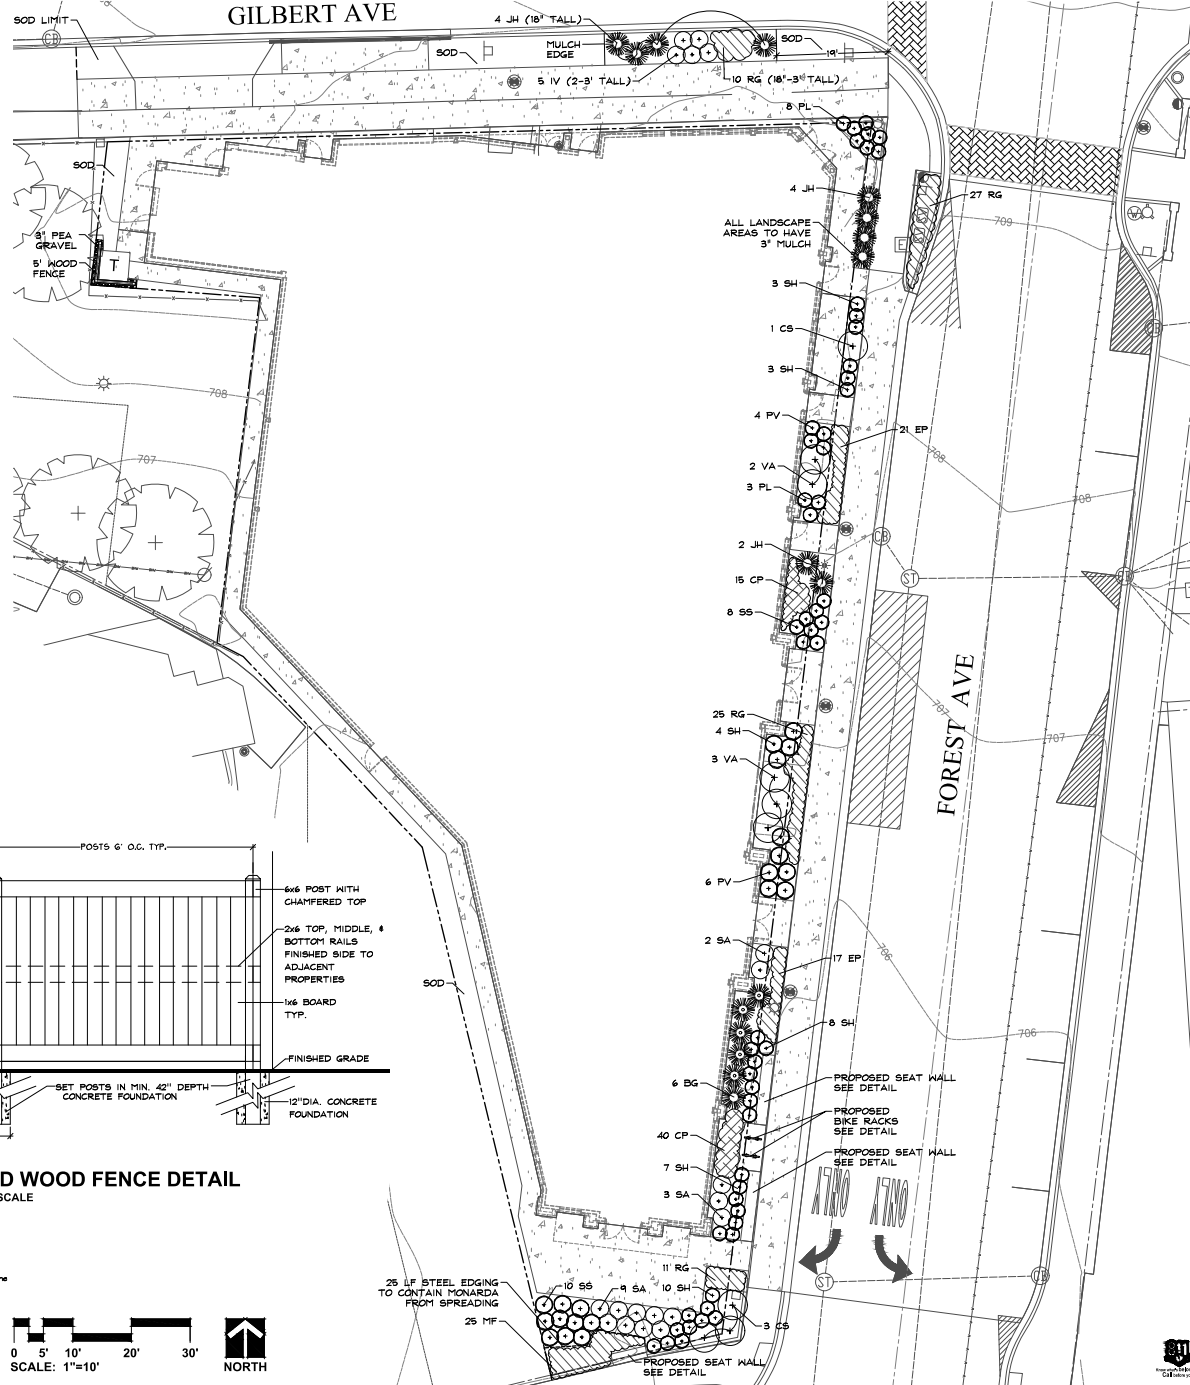 SOD LIMIT
CB
GILBERT AVE
4 JH (18" TALL)
MULCH
EDGE
SOD
SOD
19'
5 IV (2-3' TALL)
10 RG (18"-3' TALL)
8 PL
SOD
3" PEA
GRAVEL
5' WOOD
FENCE
T
4 JH
27 RG
709
ALL LANDSCAPE
AREAS TO HAVE
3" MULCH
E
W
3 SH
1 CS
CB
3 SH
708
4 PV
21 EP
707
708
2 VA
3 PL
708
2 JH
CB
15 CP
ST
CB
8 SS
25 RG
4 SH
707
3 VA
707
FOREST AVE
6 PV
2 SA
17 EP
706
SOD
8 SH
706
6 BG
PROPOSED SEAT WALL
SEE DETAIL
PROPOSED
BIKE RACKS
SEE DETAIL
40 CP
PROPOSED SEAT WALL
SEE DETAIL
7 SH
3 SA
ONLY
ONLY
11 RG
ST
CB
25 LF STEEL EDGING
TO CONTAIN MONARDA
FROM SPREADING
10 SS
9 SA
10 SH
25 MF
3 CS
PROPOSED SEAT WALL
SEE DETAIL
POSTS 6' O.C. TYP.
6x6 POST WITH
CHAMFERED TOP
2x6 TOP, MIDDLE, &
BOTTOM RAILS
FINISHED SIDE TO
ADJACENT
PROPERTIES
1x6 BOARD
TYP.
FINISHED GRADE
SET POSTS IN MIN. 42" DEPTH
CONCRETE FOUNDATION
12"DIA. CONCRETE
FOUNDATION
D WOOD FENCE DETAIL
SCALE
0 5' 10' 20' 30'
SCALE: 1"=10'
NORTH
811